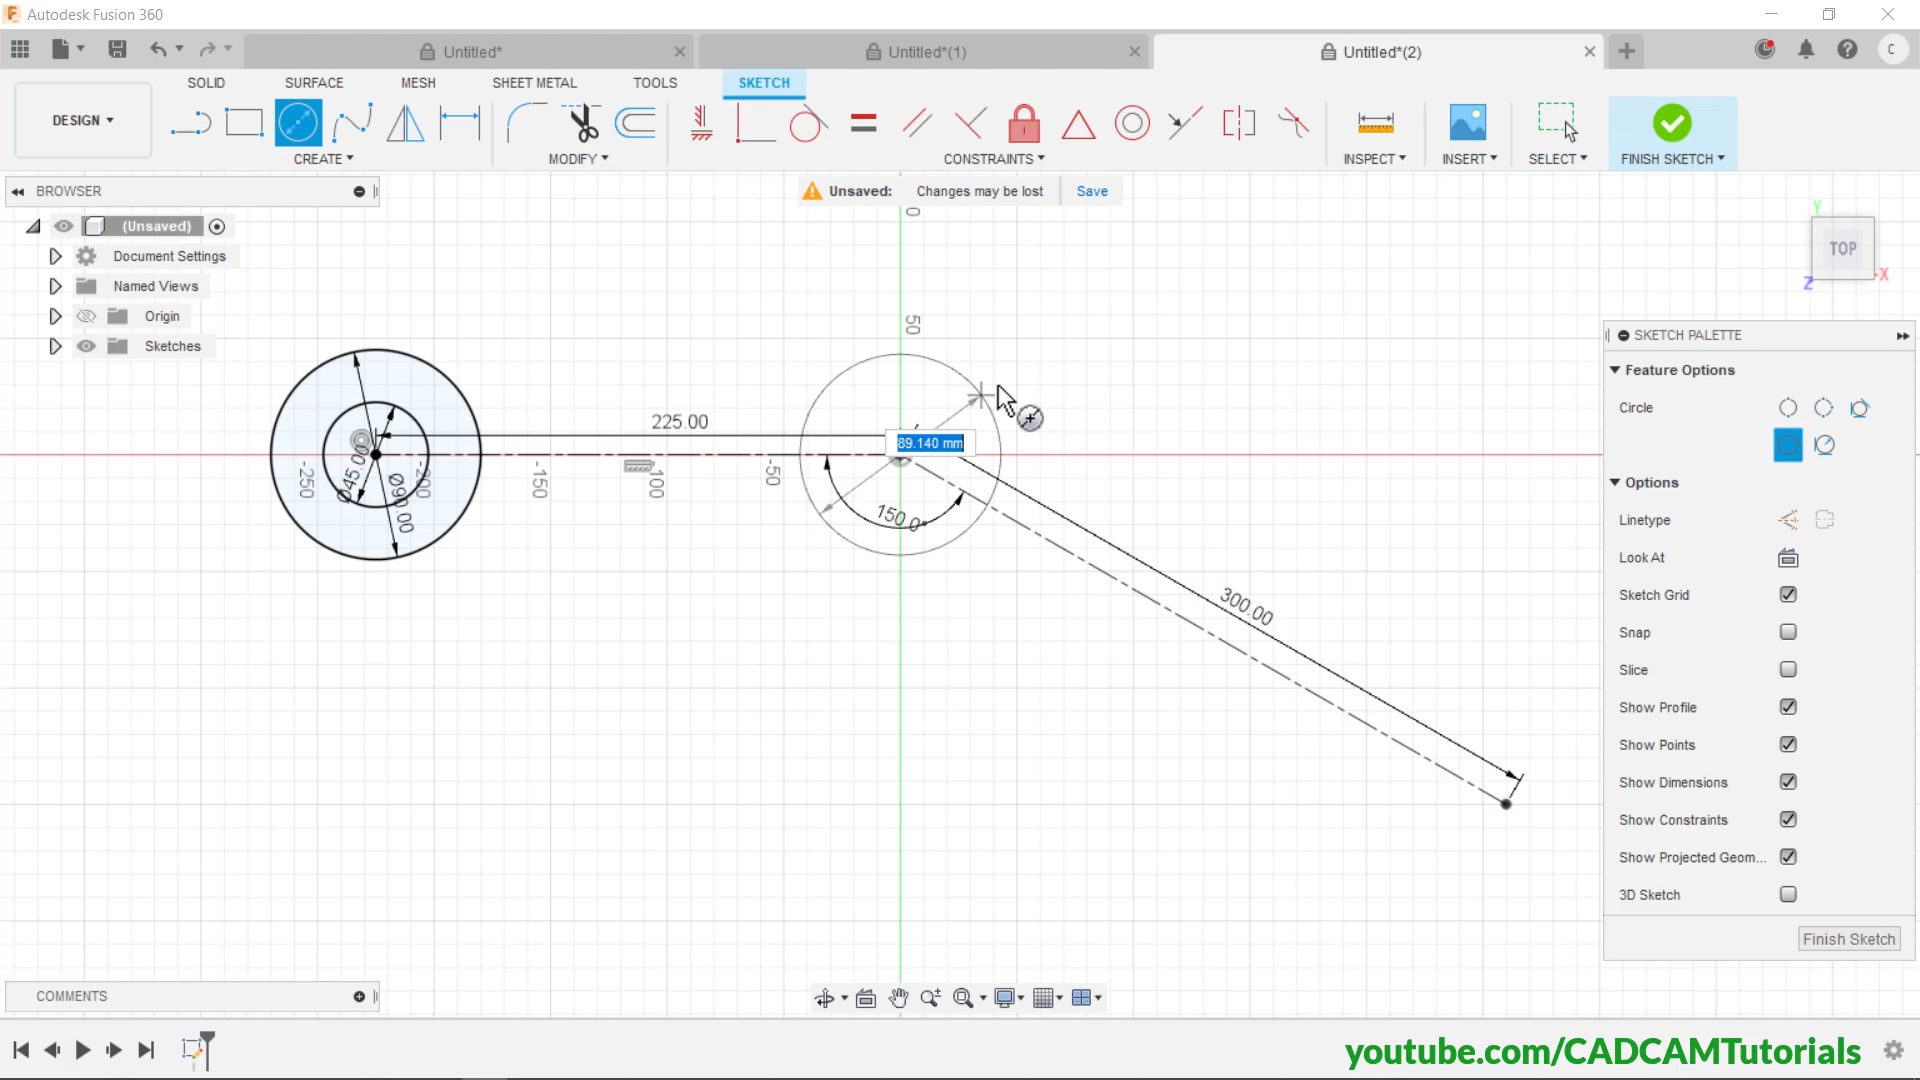 Autodesk Fusion 360
Untitled*
Untitled*(1)
Untitled*(2)
C
SOLID
SURFACE
MESH
SHEET METAL
TOOLS
SKETCH
DESIGN
CREATE
MODIFY
CONSTRAINTS
INSPECT
INSERT
SELECT
FINISH SKETCH
BROWSER
Unsaved: Changes may be lost Save
(Unsaved)
Document Settings
Named Views
Origin
Sketches
0
50
-250
-200
-150
-100
-50
225.00
Ø45.00
Ø90.00
89.140 mm
150.0°
300.00
Y
TOP
X
Z
SKETCH PALETTE
Feature Options
Circle
Options
Linetype
Look At
Sketch Grid
Snap
Slice
Show Profile
Show Points
Show Dimensions
Show Constraints
Show Projected Geom...
3D Sketch
Finish Sketch
COMMENTS
youtube.com/CADCAMTutorials